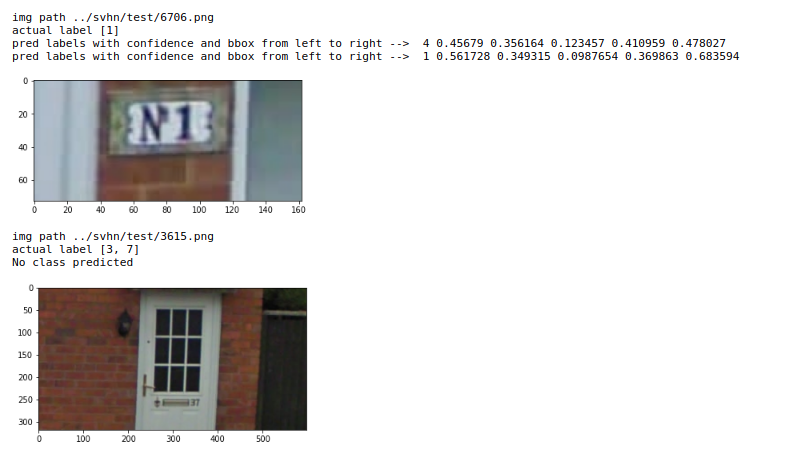 img path ../svhn/test/6706.png
actual label [1]
pred labels with confidence and bbox from left to right -->  4 0.45679 0.356164 0.123457 0.410959 0.478027
pred labels with confidence and bbox from left to right -->  1 0.561728 0.349315 0.0987654 0.369863 0.683594
0
20
40
60
Nº1
0 20 40 60 80 100 120 140 160
img path ../svhn/test/3615.png
actual label [3, 7]
No class predicted
0
50
100
150
200
250
300
37
0 100 200 300 400 500